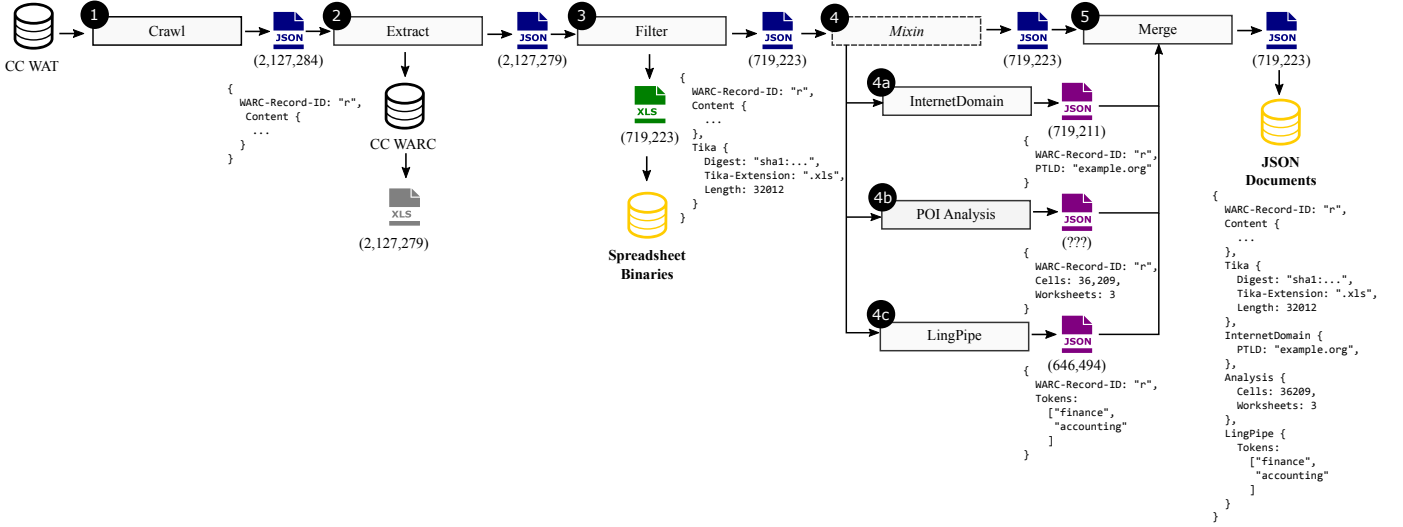 CC WAT
1
Crawl
JSON
(2,127,284)
{
WARC-Record-ID: "r",
Content {
...
}
}
2
Extract
CC WARC
XLS
(2,127,279)
JSON
(2,127,279)
3
Filter
XLS
(719,223)
Spreadsheet
Binaries
JSON
(719,223)
{
WARC-Record-ID: "r",
Content {
...
},
Tika {
Digest: "sha1:...",
Tika-Extension: ".xls",
Length: 32012
}
}
4
Mixin
JSON
(719,223)
4a
InternetDomain
JSON
(719,211)
{
WARC-Record-ID: "r",
PTLD: "example.org"
}
4b
POI Analysis
JSON
(???)
{
WARC-Record-ID: "r",
Cells: 36,209,
Worksheets: 3
}
4c
LingPipe
JSON
(646,494)
{
WARC-Record-ID: "r",
Tokens:
["finance",
"accounting"
]
}
5
Merge
JSON
(719,223)
JSON
Documents
{
WARC-Record-ID: "r",
Content {
...
},
Tika {
Digest: "sha1:...",
Tika-Extension: ".xls",
Length: 32012
},
InternetDomain {
PTLD: "example.org",
},
Analysis {
Cells: 36209,
Worksheets: 3
},
LingPipe {
Tokens:
["finance",
"accounting"
]
}
}